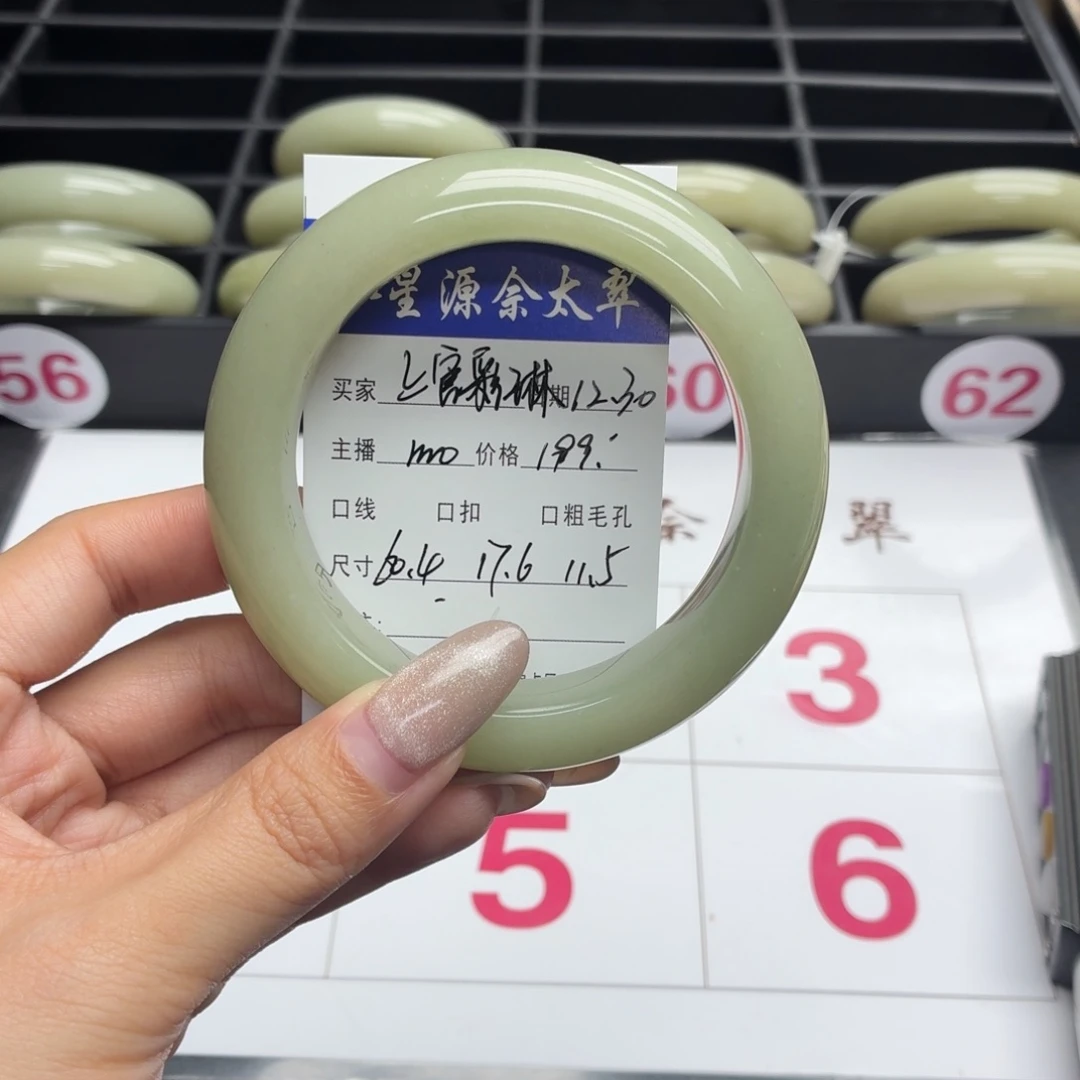 星源佘太翠
56
60
62
买家 上官彩琳 日期 12.30
主播 mo 价格 199.
口线 口扣 口粗毛孔
尺寸 60.4 17.6 11.5
佘 翠
3
5
6